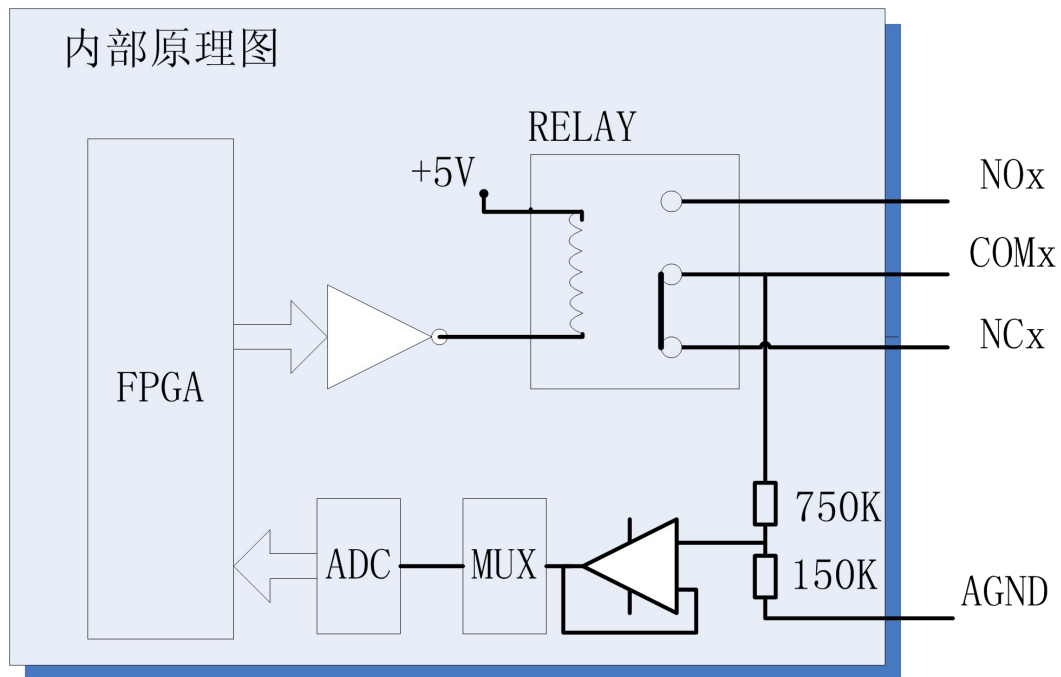 内部原理图
RELAY
+5V
NOx
COMx
NCx
FPGA
750K
ADC
MUX
150K
AGND